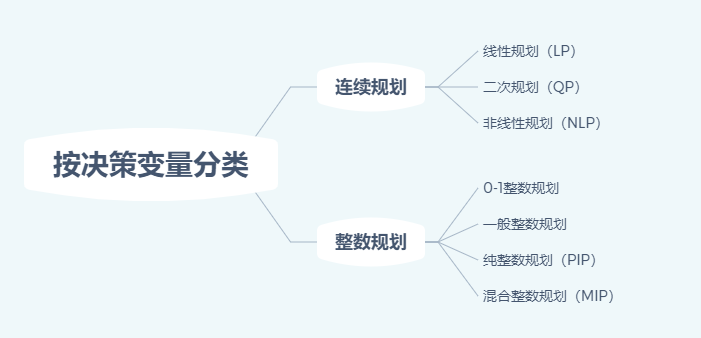 按决策变量分类
连续规划
线性规划（LP）
二次规划（QP）
非线性规划（NLP）
整数规划
0-1整数规划
一般整数规划
纯整数规划（PIP）
混合整数规划（MIP）